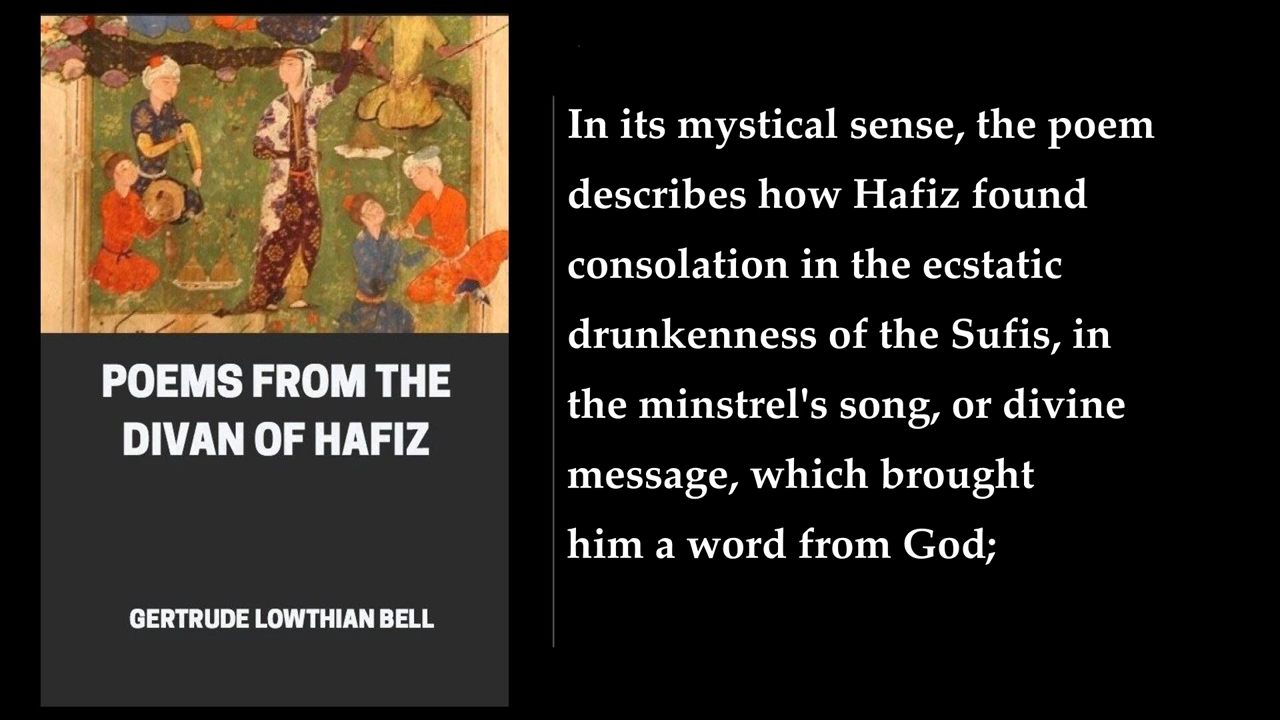 POEMS FROM THE
DIVAN OF HAFIZ
GERTRUDE LOWTHIAN BELL
In its mystical sense, the poem
describes how Hafiz found
consolation in the ecstatic
drunkenness of the Sufis, in
the minstrel's song, or divine
message, which brought
him a word from God;